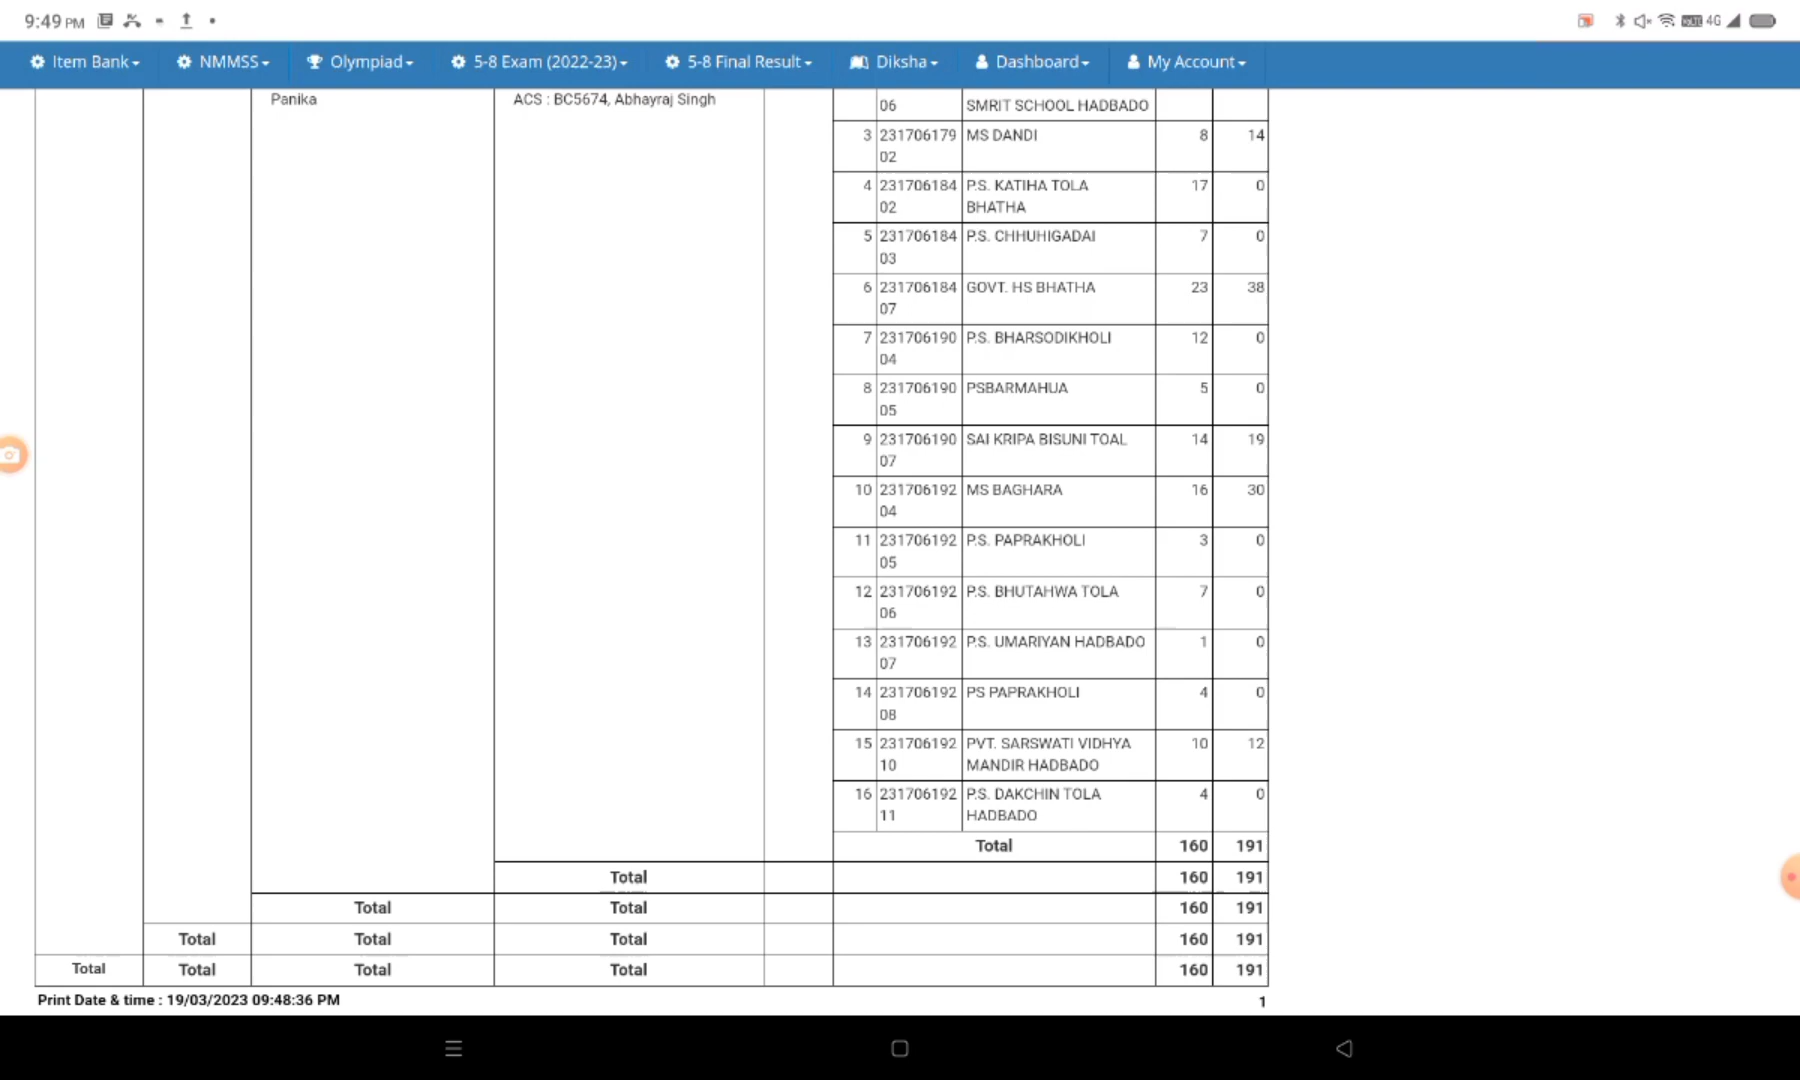 9:49 PM
4G
Item Bank NMMSS Olympiad 5-8 Exam (2022-23) 5-8 Final Result Diksha Dashboard My Account
Panika ACS : BC5674, Abhayraj Singh
06 SMRIT SCHOOL HADBADO
3 231706179 MS DANDI 8 14
02
4 231706184 P.S. KATIHA TOLA 17 0
02 BHATHA
5 231706184 P.S. CHHUHIGADAI 7 0
03
6 231706184 GOVT. HS BHATHA 23 38
07
7 231706190 P.S. BHARSODIKHOLI 12 0
04
8 231706190 PSBARMAHUA 5 0
05
9 231706190 SAI KRIPA BISUNI TOAL 14 19
07
10 231706192 MS BAGHARA 16 30
04
11 231706192 P.S. PAPRAKHOLI 3 0
05
12 231706192 P.S. BHUTAHWA TOLA 7 0
06
13 231706192 P.S. UMARIYAN HADBADO 1 0
07
14 231706192 PS PAPRAKHOLI 4 0
08
15 231706192 PVT. SARSWATI VIDHYA 10 12
10 MANDIR HADBADO
16 231706192 P.S. DAKCHIN TOLA 4 0
11 HADBADO
Total 160 191
Total 160 191
Total Total 160 191
Total Total Total 160 191
Total Total Total Total 160 191
Print Date & time : 19/03/2023 09:48:36 PM 1